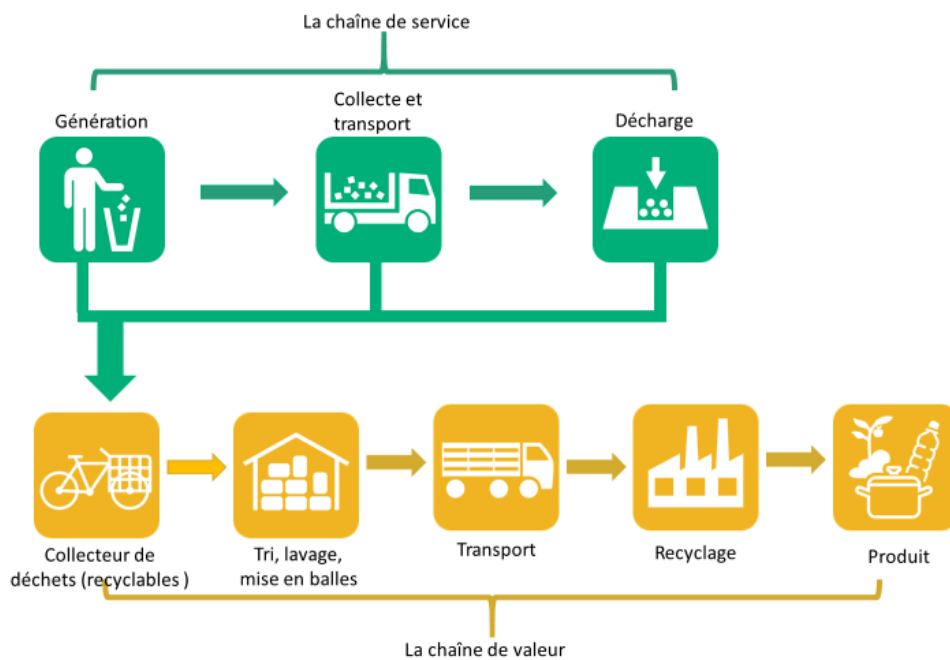 La chaîne de service
Génération
Collecte et
transport
Décharge
Collecteur de
déchets (recyclables )
Tri, lavage,
mise en balles
Transport
Recyclage
Produit
La chaîne de valeur